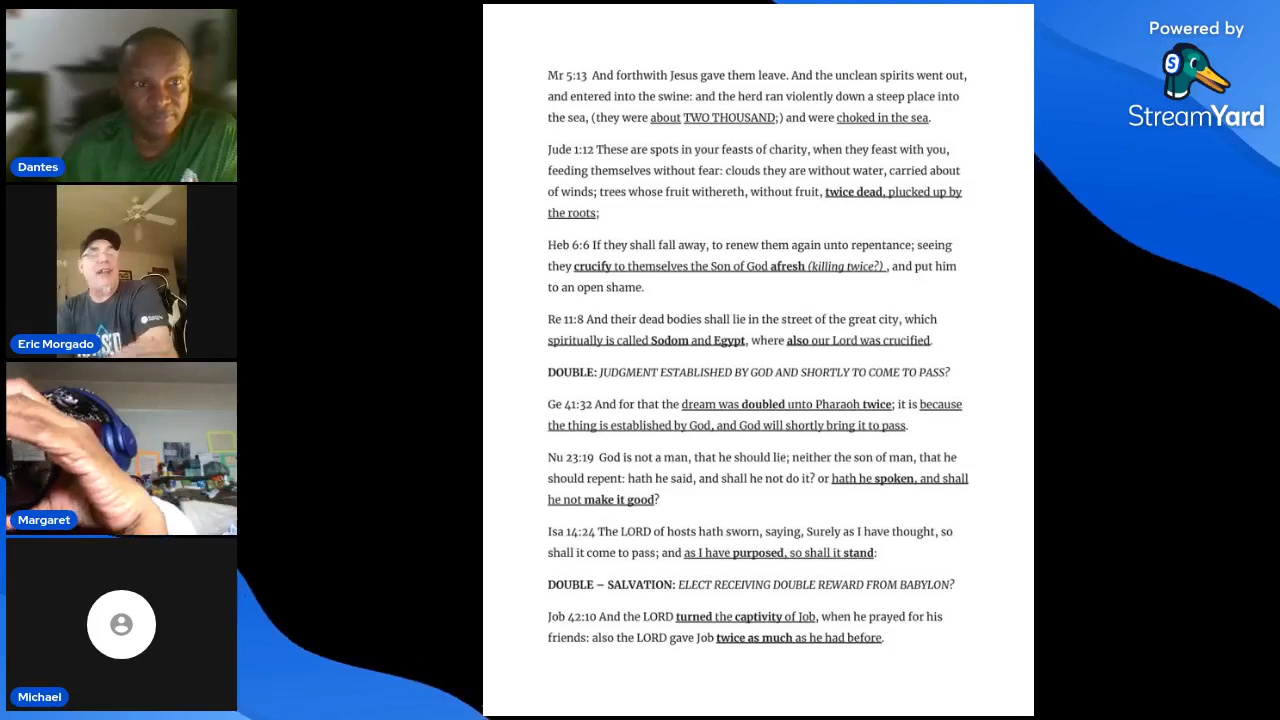 Powered by
StreamYard
Dantes
Eric Morgado
Margaret
Michael
Mr 5:13 And forthwith Jesus gave them leave. And the unclean spirits went out,
and entered into the swine: and the herd ran violently down a steep place into
the sea, (they were about TWO THOUSAND;) and were choked in the sea.
Jude 1:12 These are spots in your feasts of charity, when they feast with you,
feeding themselves without fear: clouds they are without water, carried about
of winds; trees whose fruit withereth, without fruit, twice dead, plucked up by
the roots;
Heb 6:6 If they shall fall away, to renew them again unto repentance; seeing
they crucify to themselves the Son of God afresh (killing twice?) , and put him
to an open shame.
Re 11:8 And their dead bodies shall lie in the street of the great city, which
spiritually is called Sodom and Egypt, where also our Lord was crucified.
DOUBLE: JUDGMENT ESTABLISHED BY GOD AND SHORTLY TO COME TO PASS?
Ge 41:32 And for that the dream was doubled unto Pharaoh twice; it is because
the thing is established by God, and God will shortly bring it to pass.
Nu 23:19 God is not a man, that he should lie; neither the son of man, that he
should repent: hath he said, and shall he not do it? or hath he spoken, and shall
he not make it good?
Isa 14:24 The LORD of hosts hath sworn, saying, Surely as I have thought, so
shall it come to pass; and as I have purposed, so shall it stand:
DOUBLE – SALVATION: ELECT RECEIVING DOUBLE REWARD FROM BABYLON?
Job 42:10 And the LORD turned the captivity of Job, when he prayed for his
friends: also the LORD gave Job twice as much as he had before.